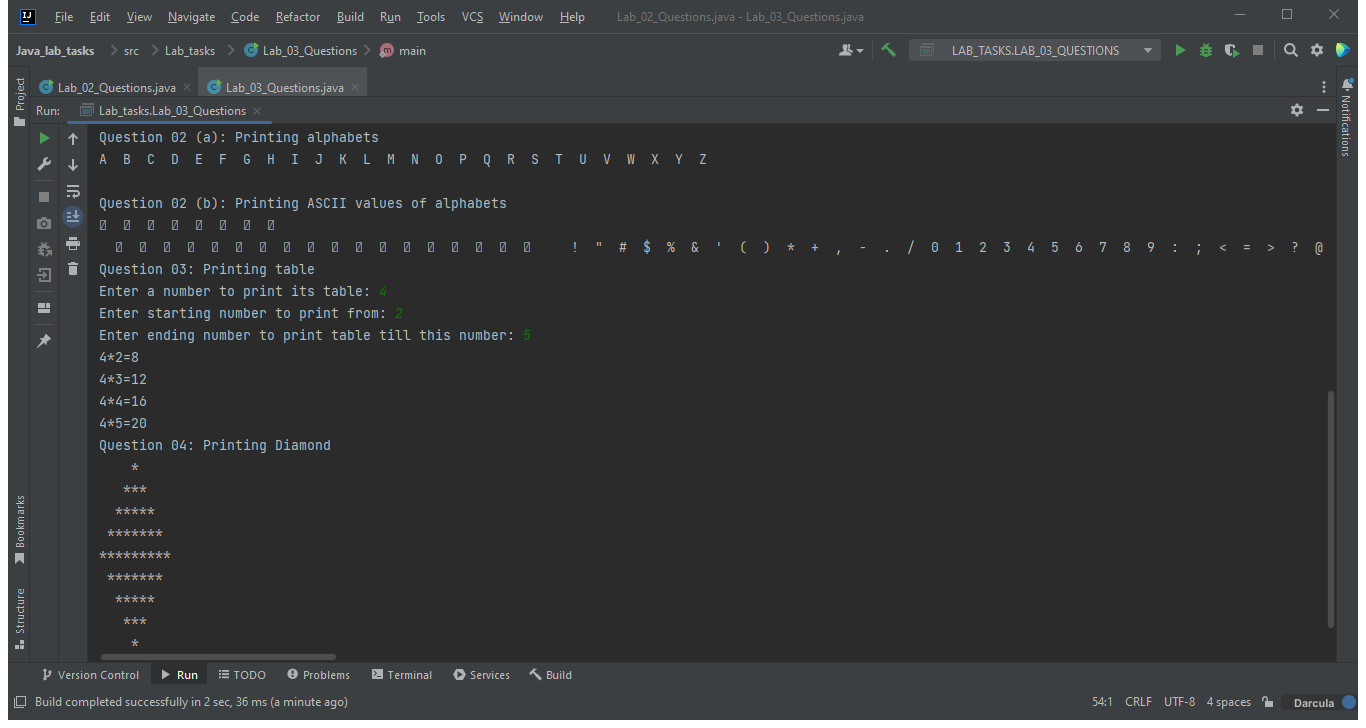 File Edit View Navigate Code Refactor Build Run Tools VCS Window Help Lab_02_Questions.java - Lab_03_Questions.java
Java_lab_tasks src Lab_tasks Lab_03_Questions main LAB_TASKS.LAB_03_QUESTIONS
Project
Lab_02_Questions.java Lab_03_Questions.java
Notifications
Run: Lab_tasks.Lab_03_Questions
Question 02 (a): Printing alphabets
A B C D E F G H I J K L M N O P Q R S T U V W X Y Z
Question 02 (b): Printing ASCII values of alphabets
! " # $ % & ' ( ) * + , - . / 0 1 2 3 4 5 6 7 8 9 : ; < = > ? @
Question 03: Printing table
Enter a number to print its table: 4
Enter starting number to print from: 2
Enter ending number to print table till this number: 5
4*2=8
4*3=12
4*4=16
4*5=20
Question 04: Printing Diamond
    *
   ***
  *****
 *******
*********
 *******
  *****
   ***
    *
Bookmarks
Structure
Version Control Run TODO Problems Terminal Services Build
Build completed successfully in 2 sec, 36 ms (a minute ago) 54:1 CRLF UTF-8 4 spaces Darcula